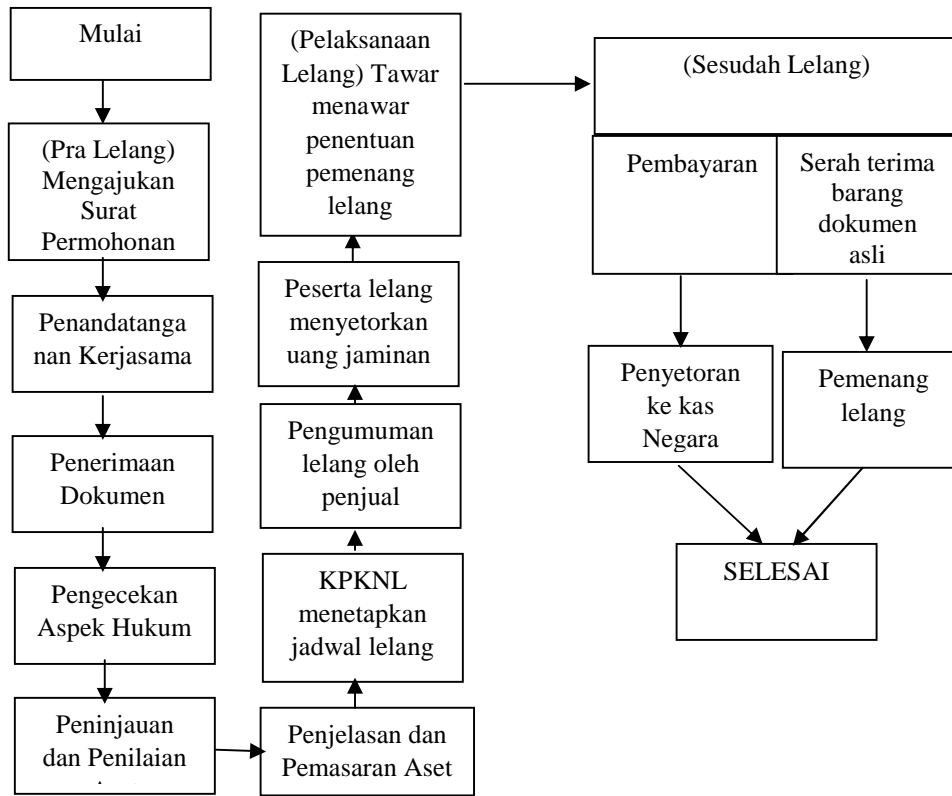 Mulai
(Pra Lelang)
Mengajukan
Surat
Permohonan
Penandatanga
nan Kerjasama
Penerimaan
Dokumen
Pengecekan
Aspek Hukum
Peninjauan
dan Penilaian
Penjelasan dan
Pemasaran Aset
KPKNL
menetapkan
jadwal lelang
Pengumuman
lelang oleh
penjual
Peserta lelang
menyetorkan
uang jaminan
(Pelaksanaan
Lelang) Tawar
menawar
penentuan
pemenang
lelang
(Sesudah Lelang)
Pembayaran
Serah terima
barang
dokumen
asli
Penyetoran
ke kas
Negara
Pemenang
lelang
SELESAI